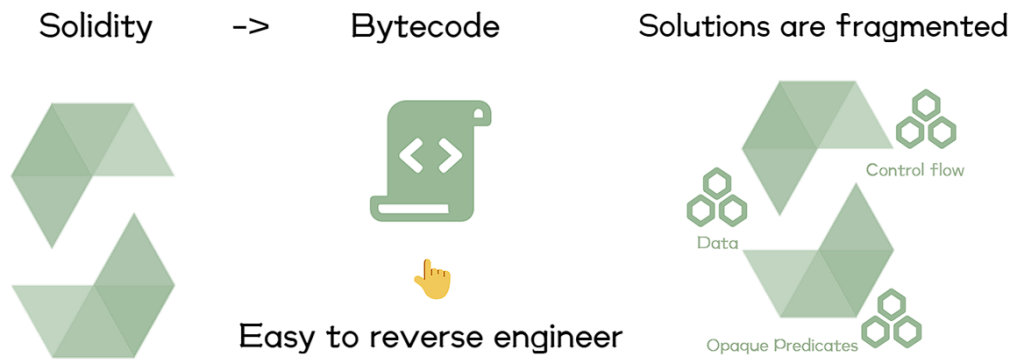 Solidity -> Bytecode
Easy to reverse engineer
Solutions are fragmented
Control flow
Data
Opaque Predicates